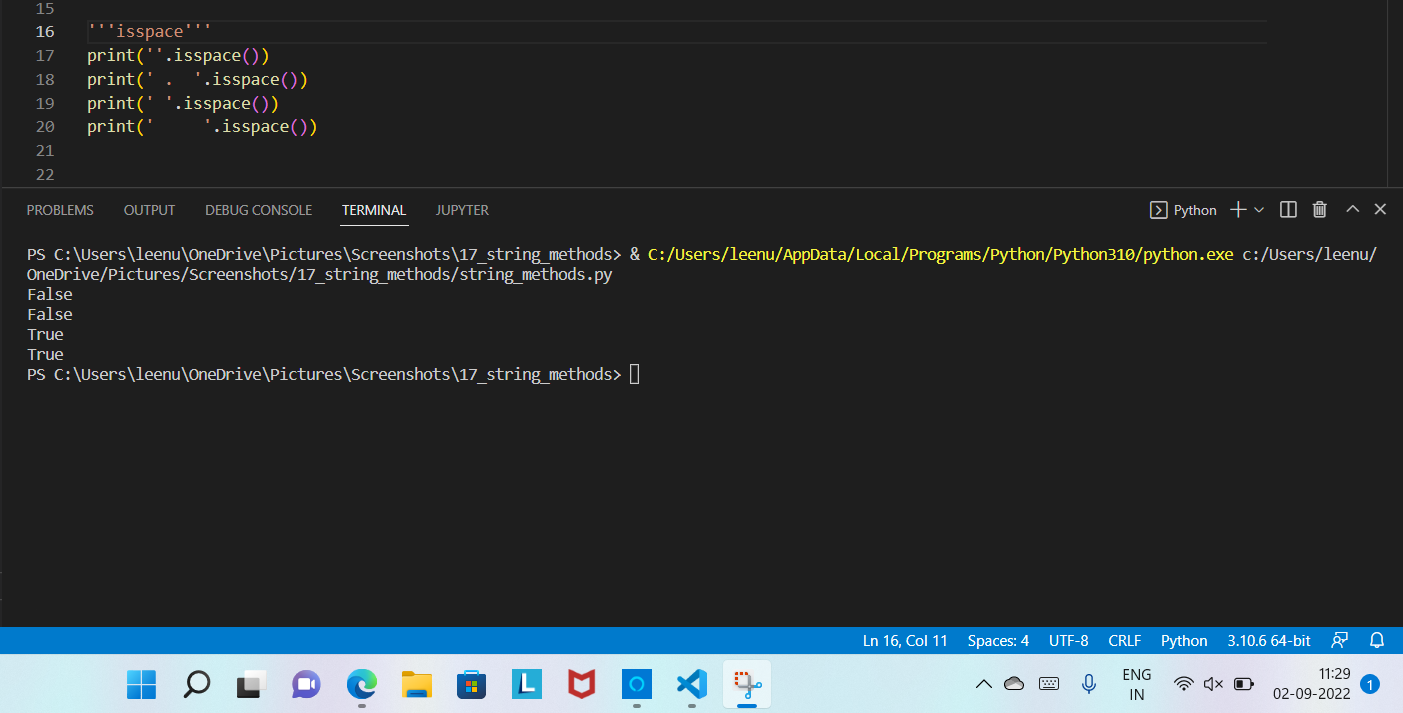 15
16 '''isspace'''
17 print(''.isspace())
18 print(' .  '.isspace())
19 print(' '.isspace())
20 print('     '.isspace())
21
22
PROBLEMS OUTPUT DEBUG CONSOLE TERMINAL JUPYTER Python
PS C:\Users\leenu\OneDrive\Pictures\Screenshots\17_string_methods> & C:/Users/leenu/AppData/Local/Programs/Python/Python310/python.exe c:/Users/leenu/
OneDrive/Pictures/Screenshots/17_string_methods/string_methods.py
False
False
True
True
PS C:\Users\leenu\OneDrive\Pictures\Screenshots\17_string_methods>
Ln 16, Col 11 Spaces: 4 UTF-8 CRLF Python 3.10.6 64-bit
L
ENG
IN
11:29
02-09-2022
1